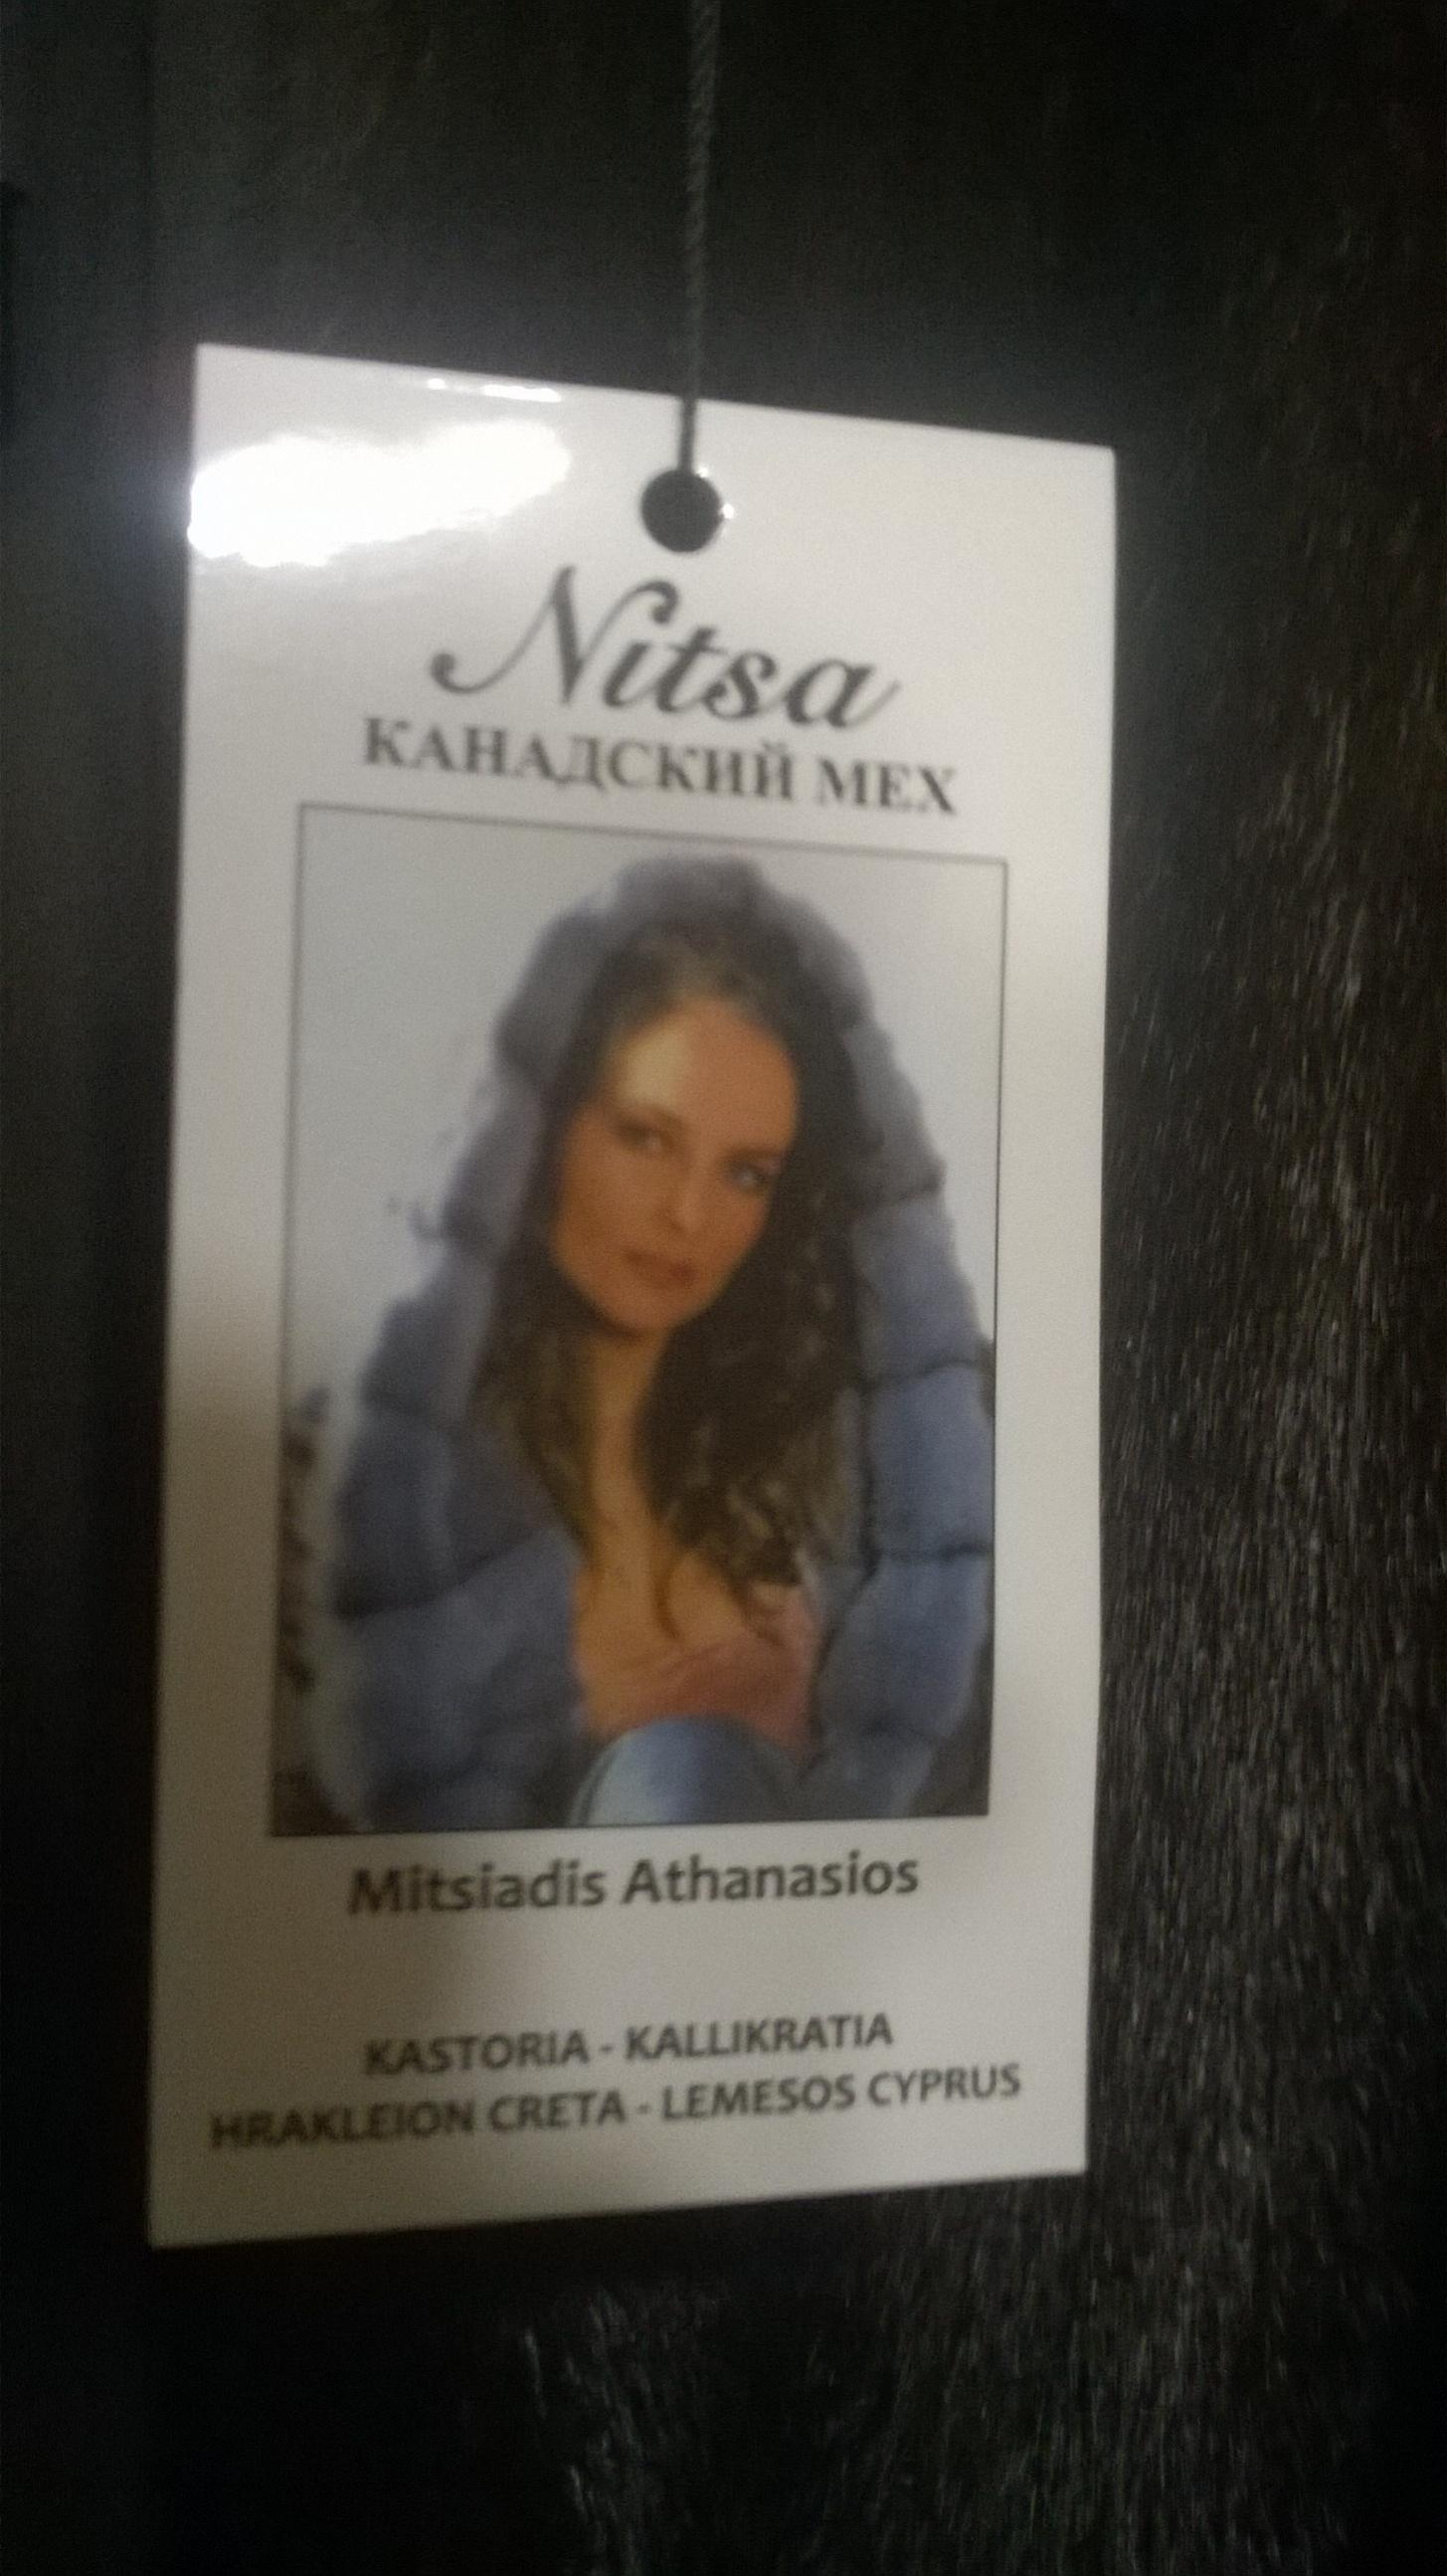 Nitsa
КАНАДСКИЙ МЕХ
Mitsiadis Athanasios
KASTORIA - KALLIKRATIA
HRAKLEION CRETA - LEMESOS CYPRUS